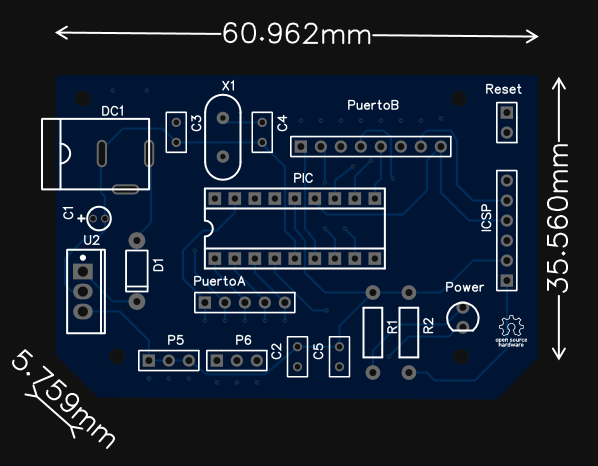 60.962mm
X1
DC1
C3
C4
PuertoB
Reset
PIC
ICSP
35.560mm
C1
+
U2
D1
PuertoA
Power
R1
R2
P5
P6
C2
C5
open source
hardware
5.759mm